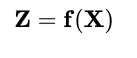 Z = f(X)